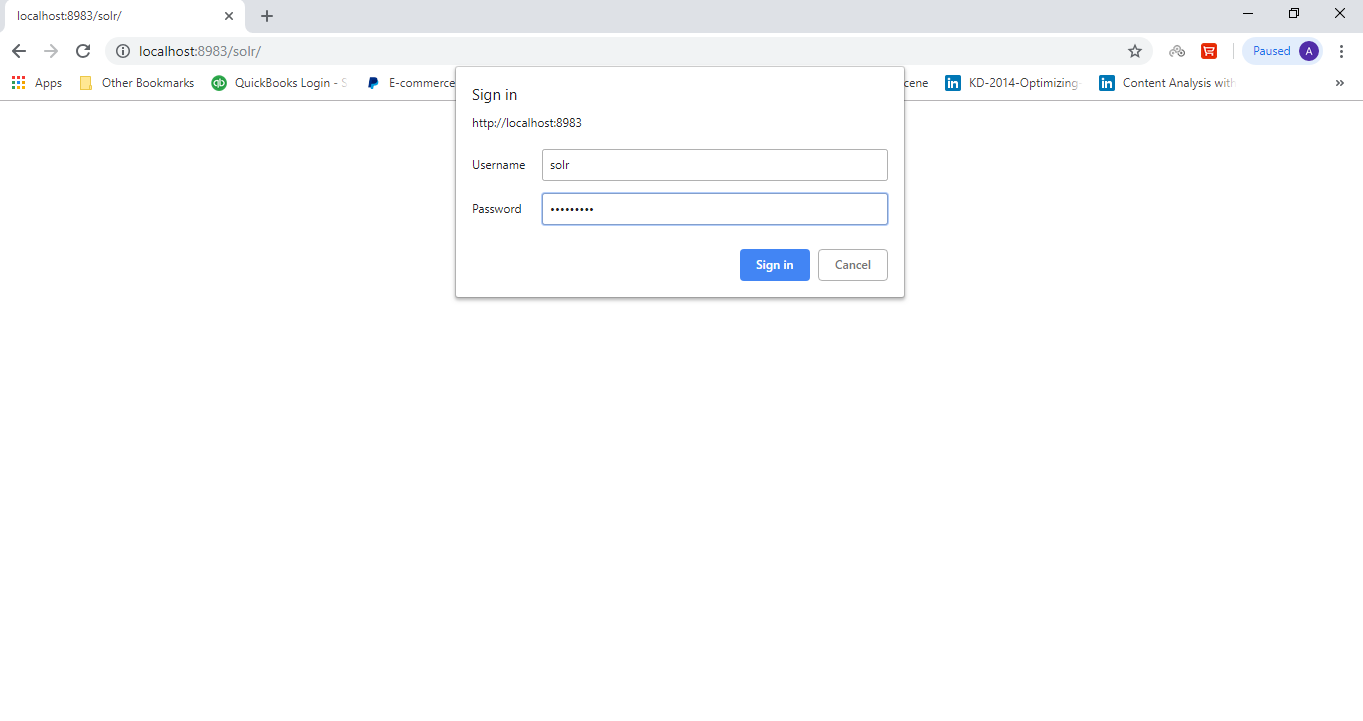 localhost:8983/solr/
localhost:8983/solr/
Paused A
Apps Other Bookmarks QuickBooks Login - E-commerce cene KD-2014-Optimizing- Content Analysis with
Sign in
http://localhost:8983
Username solr
Password •••••••••
Sign in Cancel